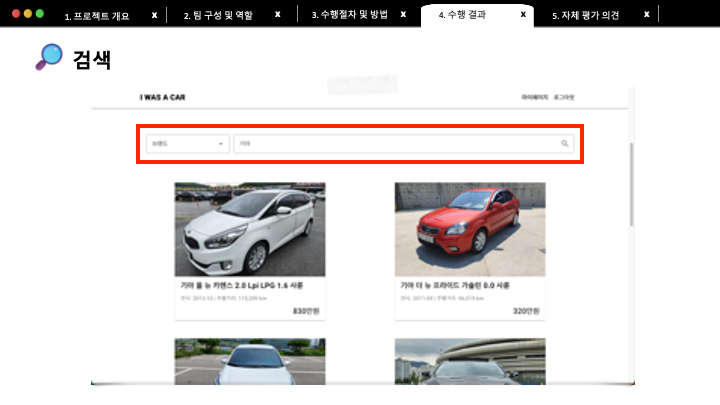 1. 프로젝트 개요 x
2. 팀 구성 및 역할 x
3. 수행절차 및 방법 x
4. 수행 결과 x
5. 자체 평가 의견 x
검색
I WAS A CAR
마이페이지 로그아웃
브랜드 기아
기아 올 뉴 카렌스 2.0 Lpi LPG 1.6 사륜
연식: 2013-10 | 주행거리: 115,209 km
830만원
기아 더 뉴 프라이드 가솔린 0.0 사륜
연식: 2011-09 | 주행거리: 96,019 km
320만원